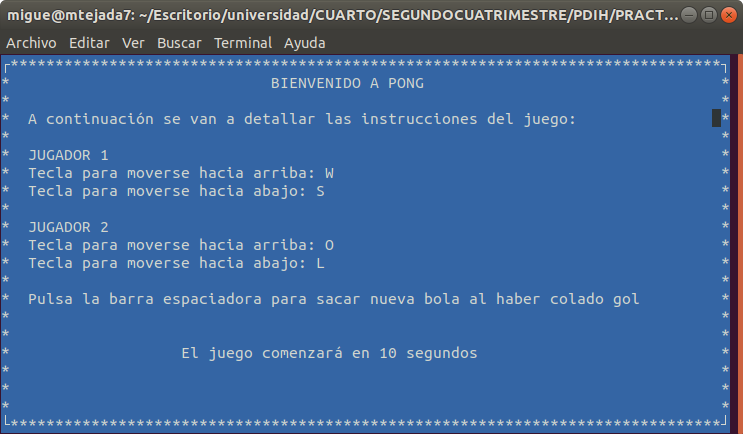 migue@mtejada7: ~/Escritorio/universidad/CUARTO/SEGUNDOCUATRIMESTRE/PDIH/PRACT...
Archivo Editar Ver Buscar Terminal Ayuda
BIENVENIDO A PONG
A continuación se van a detallar las instrucciones del juego:
JUGADOR 1
Tecla para moverse hacia arriba: W
Tecla para moverse hacia abajo: S
JUGADOR 2
Tecla para moverse hacia arriba: O
Tecla para moverse hacia abajo: L
Pulsa la barra espaciadora para sacar nueva bola al haber colado gol
El juego comenzará en 10 segundos